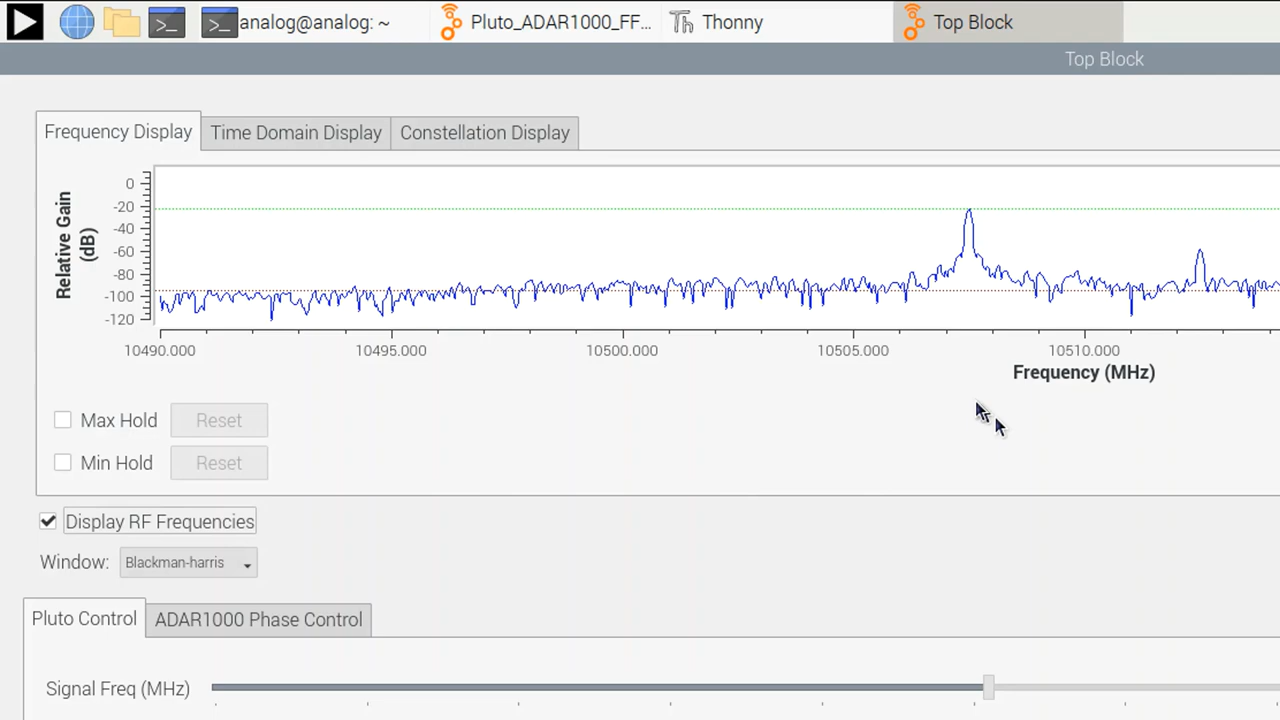 analog@analog: ~ Pluto_ADAR1000_FF... Thonny Top Block
Top Block
Frequency Display Time Domain Display Constellation Display
Relative Gain
(dB)
0
-20
-40
-60
-80
-100
-120
10490.000 10495.000 10500.000 10505.000 10510.000
Frequency (MHz)
Max Hold Reset
Min Hold Reset
Display RF Frequencies
Window: Blackman-harris
Pluto Control ADAR1000 Phase Control
Signal Freq (MHz)